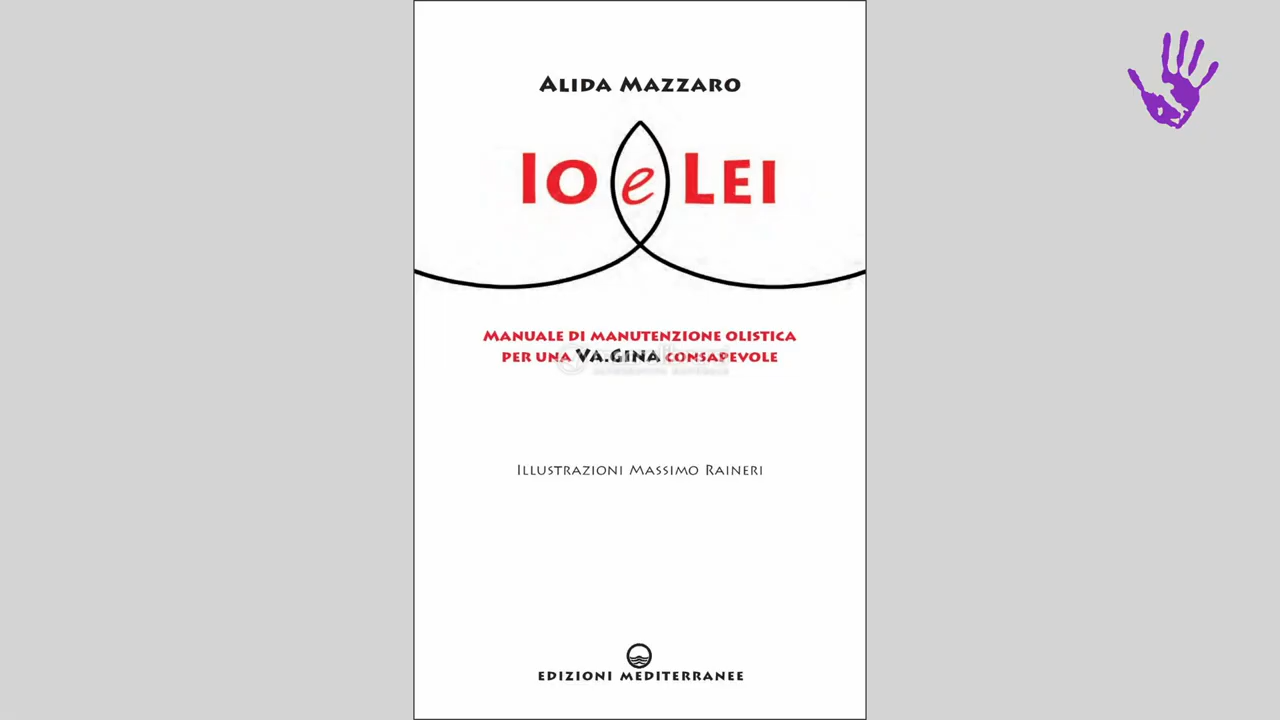 Alida Mazzaro
Io e Lei
Manuale di manutenzione olistica
per una Va.Gina consapevole
Illustrazioni Massimo Raineri
Edizioni Mediterranee